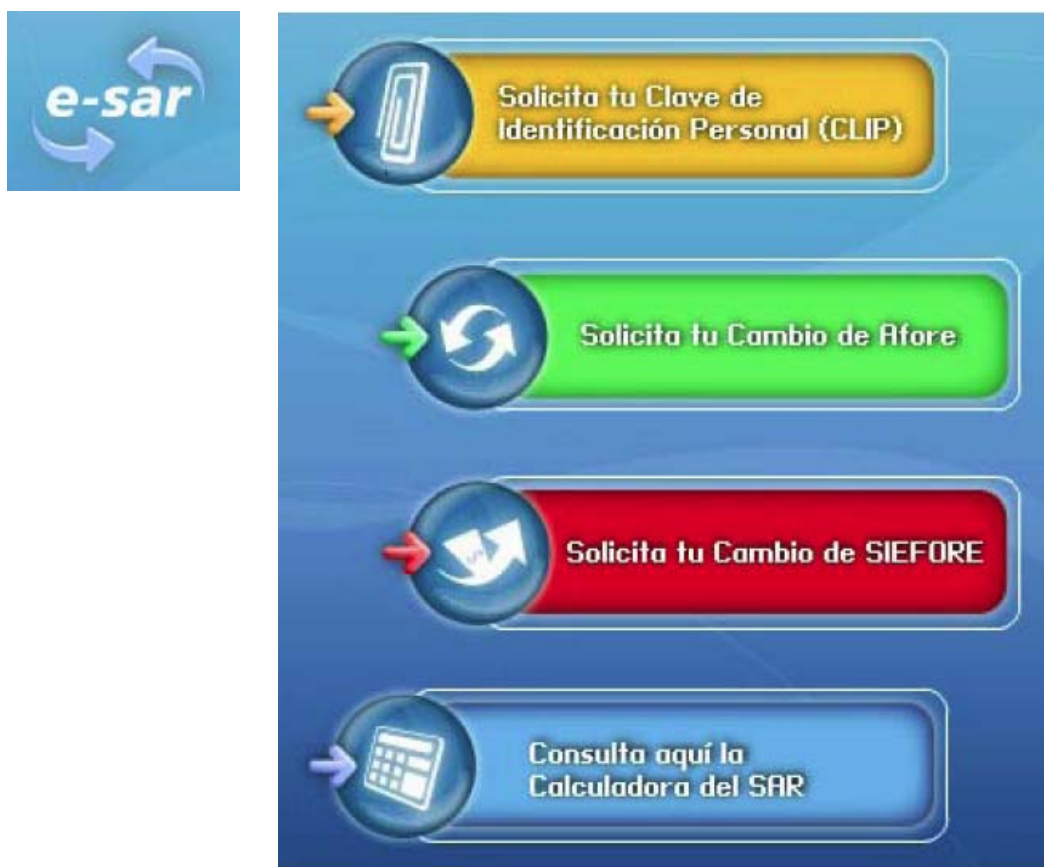 e-sar
Solicita tu Clave de
Identificación Personal (CLIP)
Solicita tu Cambio de Afore
Solicita tu Cambio de SIEFORE
Consulta aquí la
Calculadora del SAR